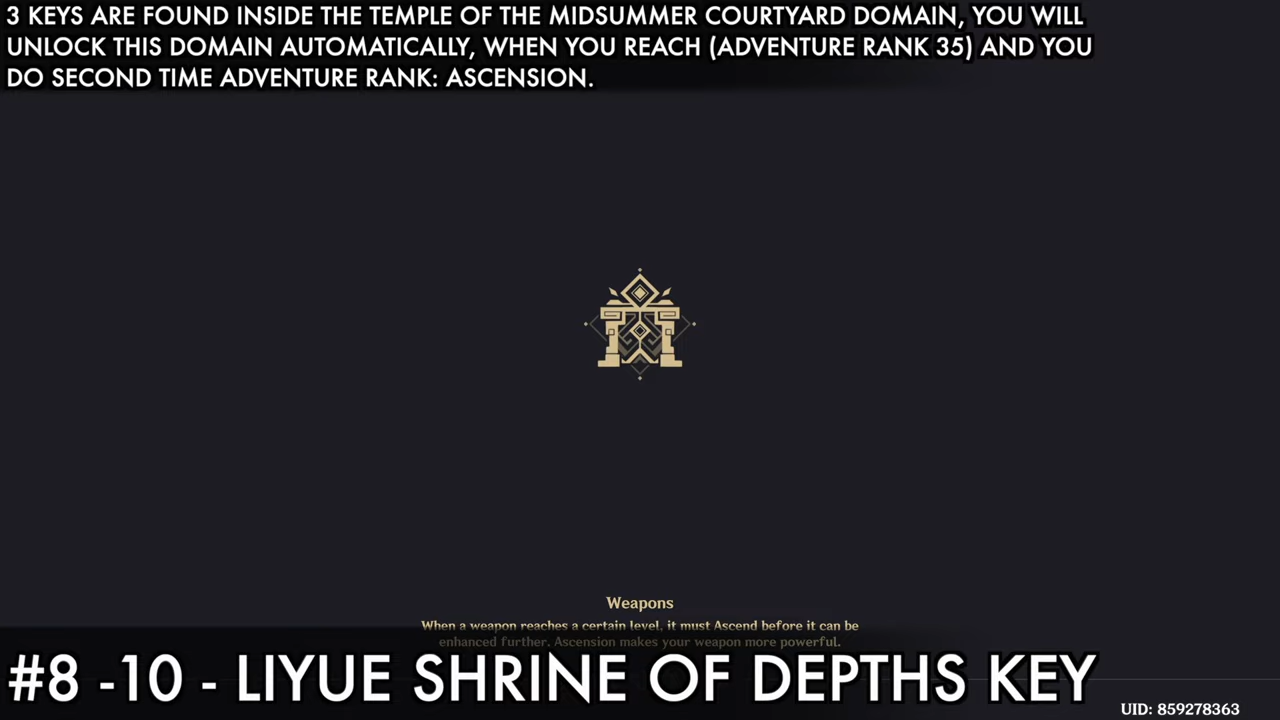 3 KEYS ARE FOUND INSIDE THE TEMPLE OF THE MIDSUMMER COURTYARD DOMAIN, YOU WILL
UNLOCK THIS DOMAIN AUTOMATICALLY, WHEN YOU REACH (ADVENTURE RANK 35) AND YOU
DO SECOND TIME ADVENTURE RANK: ASCENSION.
Weapons
When a weapon reaches a certain level, it must Ascend before it can be
enhanced further. Ascension makes your weapon more powerful.
#8 -10 - LIYUE SHRINE OF DEPTHS KEY
UID: 859278363